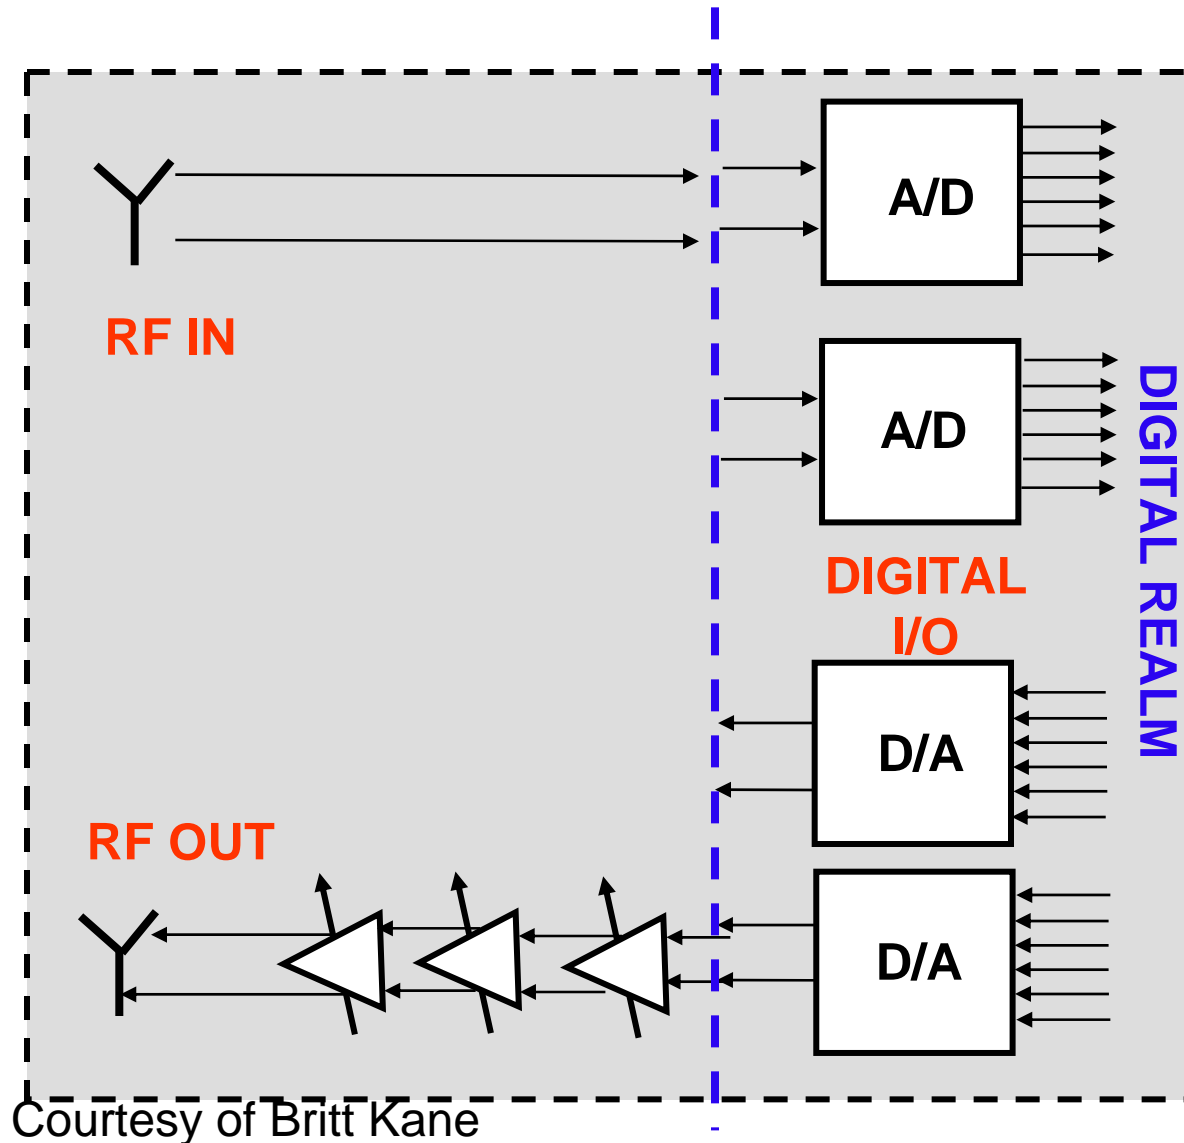 A/D
RF IN
A/D
DIGITAL REALM
DIGITAL
I/O
D/A
RF OUT
D/A
Courtesy of Britt Kane